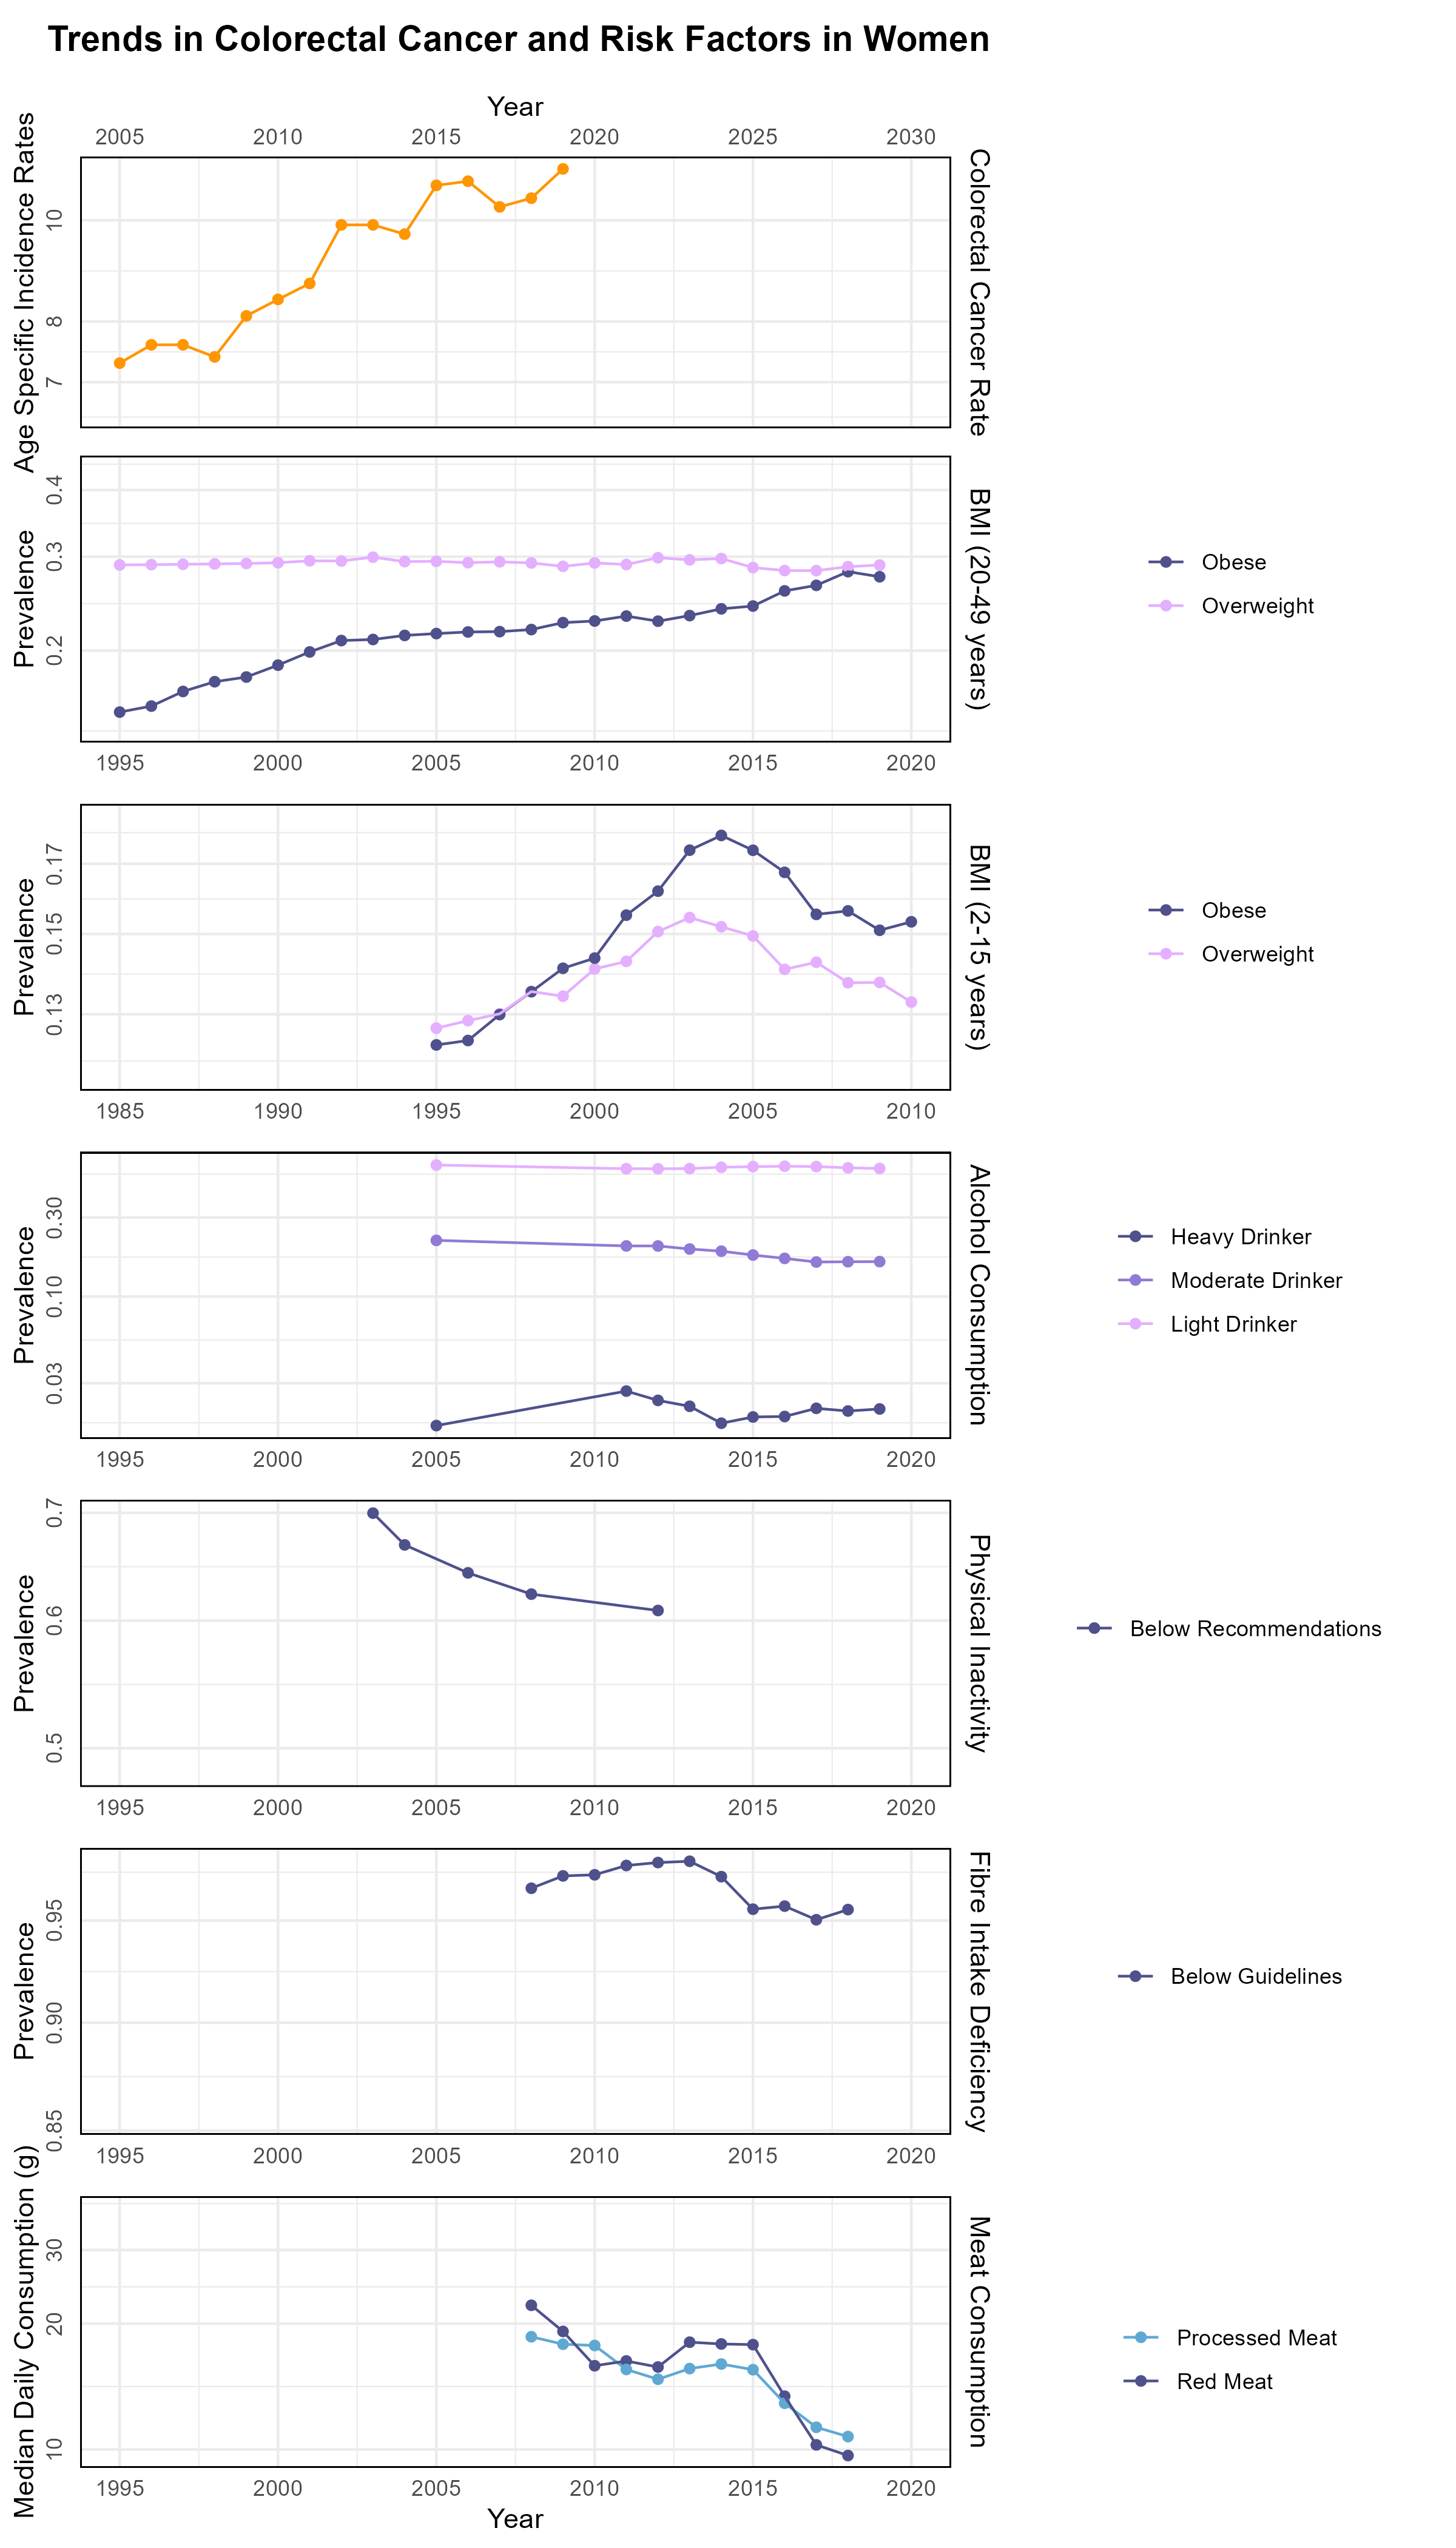 Trends in Colorectal Cancer and Risk Factors in Women
Year
2005 2010 2015 2020 2025 2030
Age Specific Incidence Rates
10
8
7
Colorectal Cancer Rate
Prevalence
0.4
0.3
0.2
BMI (20-49 years)
Obese
Overweight
1995 2000 2005 2010 2015 2020
Prevalence
0.17
0.15
0.13
BMI (2-15 years)
Obese
Overweight
1985 1990 1995 2000 2005 2010
Prevalence
0.30
0.10
0.03
Alcohol Consumption
Heavy Drinker
Moderate Drinker
Light Drinker
1995 2000 2005 2010 2015 2020
Prevalence
0.7
0.6
0.5
Physical Inactivity
Below Recommendations
1995 2000 2005 2010 2015 2020
Prevalence
0.95
0.90
0.85
Fibre Intake Deficiency
Below Guidelines
1995 2000 2005 2010 2015 2020
Median Daily Consumption (g)
30
20
10
Meat Consumption
Processed Meat
Red Meat
1995 2000 2005 2010 2015 2020
Year